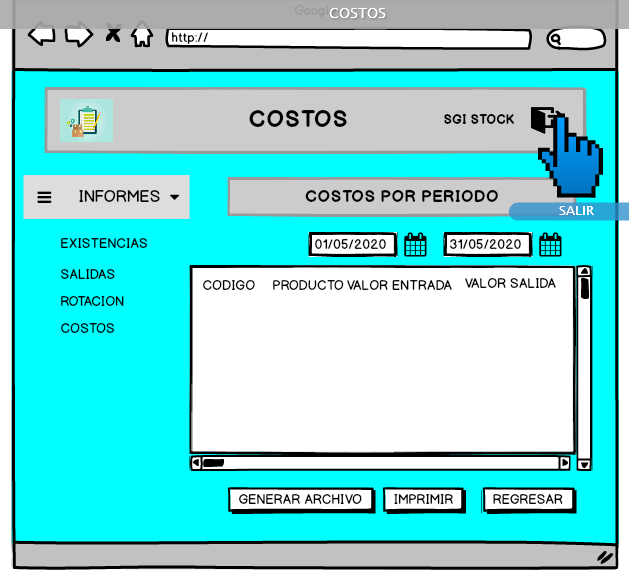 Google
COSTOS
http://
COSTOS
SGI STOCK
INFORMES
COSTOS POR PERIODO
SALIR
EXISTENCIAS
01/05/2020
31/05/2020
SALIDAS
ROTACION
COSTOS
CODIGO PRODUCTO VALOR ENTRADA VALOR SALIDA
GENERAR ARCHIVO
IMPRIMIR
REGRESAR